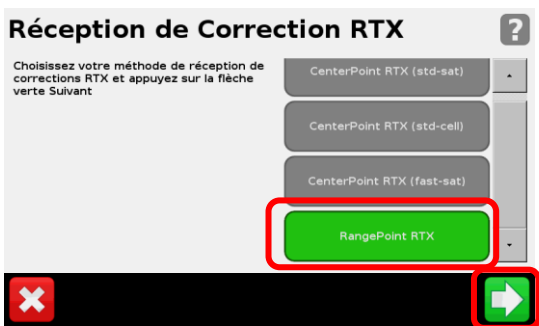 Réception de Correction RTX
?
Choisissez votre méthode de réception de
corrections RTX et appuyez sur la flèche
verte Suivant
CenterPoint RTX (std-sat)
CenterPoint RTX (std-cell)
CenterPoint RTX (fast-sat)
RangePoint RTX